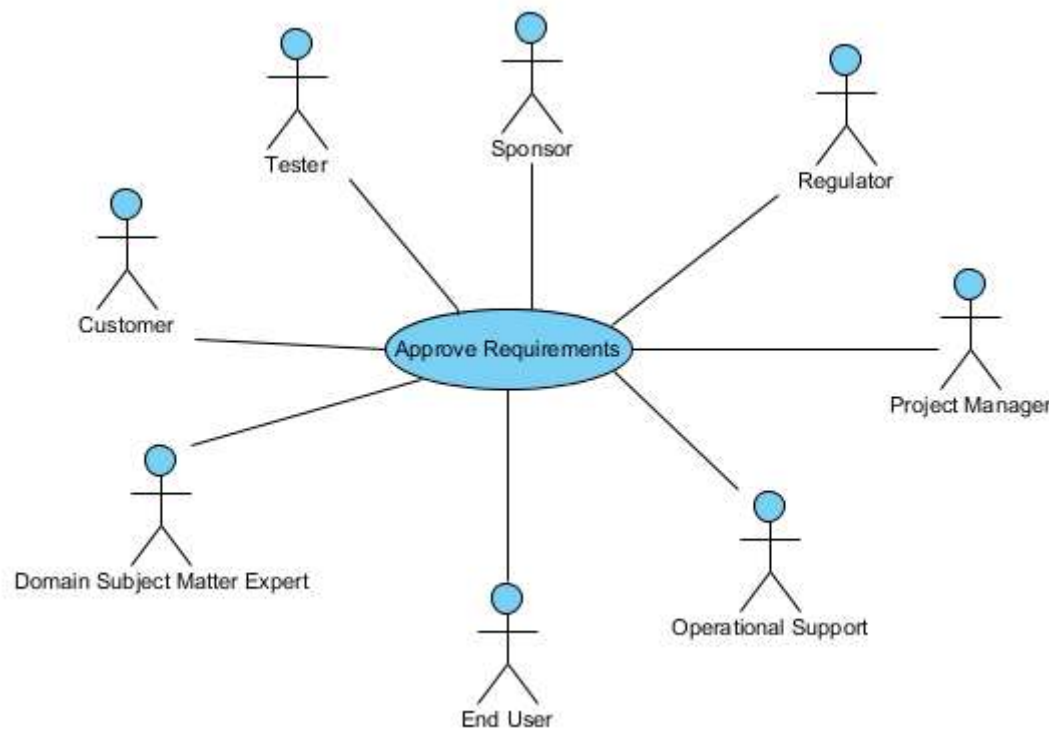 Sponsor
Tester
Regulator
Customer
Approve Requirements
Project Manager
Domain Subject Matter Expert
Operational Support
End User